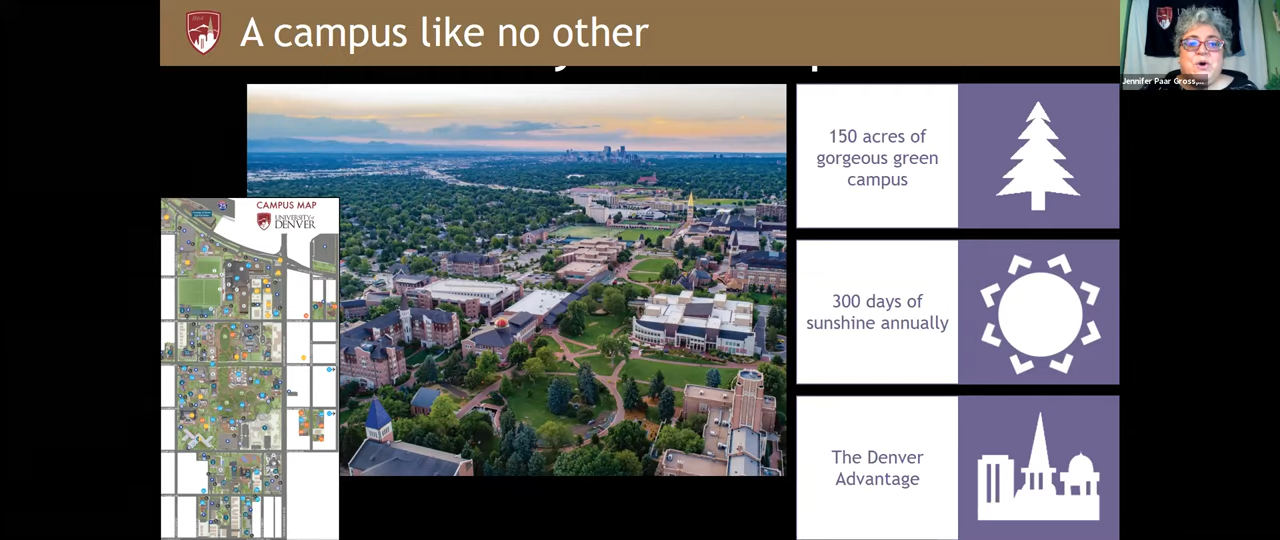 A campus like no other
Jennifer Paar Gross,...
150 acres of
gorgeous green
campus
CAMPUS MAP
UNIVERSITY of
DENVER
300 days of
sunshine annually
The Denver
Advantage